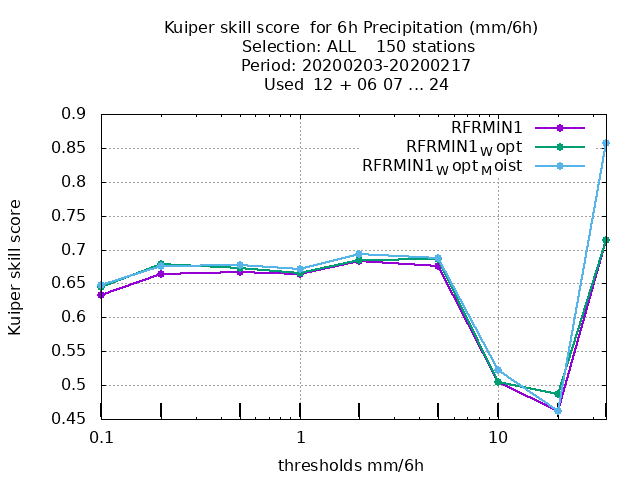 Kuiper skill score  for 6h Precipitation (mm/6h)
Selection: ALL    150 stations
Period: 20200203-20200217
Used  12 + 06 07 ... 24
RFRMIN1
RFRMIN1Wopt
RFRMIN1WoptMoist
Kuiper skill score
0.9
0.85
0.8
0.75
0.7
0.65
0.6
0.55
0.5
0.45
0.1 1 10
thresholds mm/6h